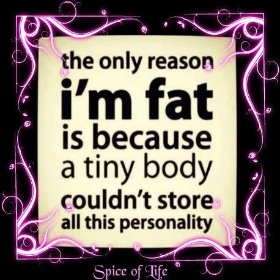 the only reason
i'm fat
is because
a tiny body
couldn't store
all this personality
Spice of Life